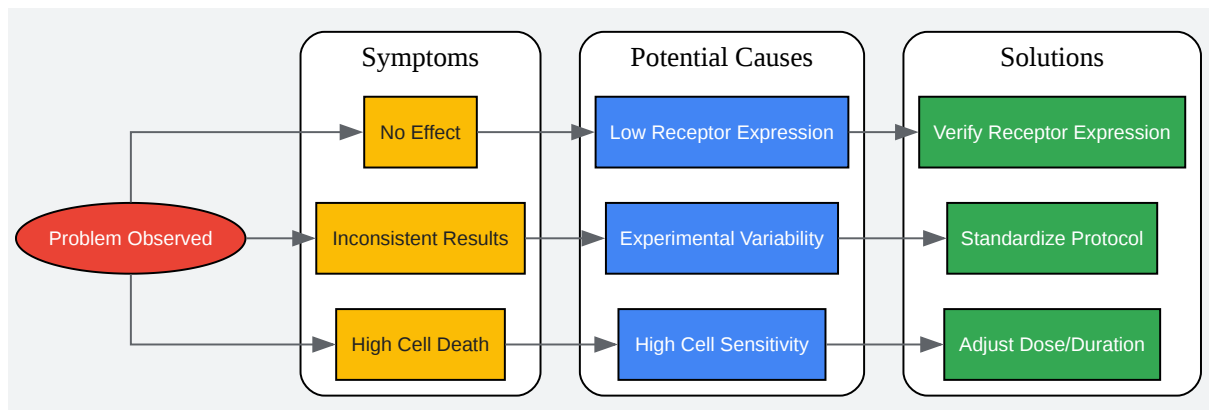 Symptoms
Potential Causes
Solutions
No Effect
Low Receptor Expression
Verify Receptor Expression
Problem Observed
Inconsistent Results
Experimental Variability
Standardize Protocol
High Cell Death
High Cell Sensitivity
Adjust Dose/Duration